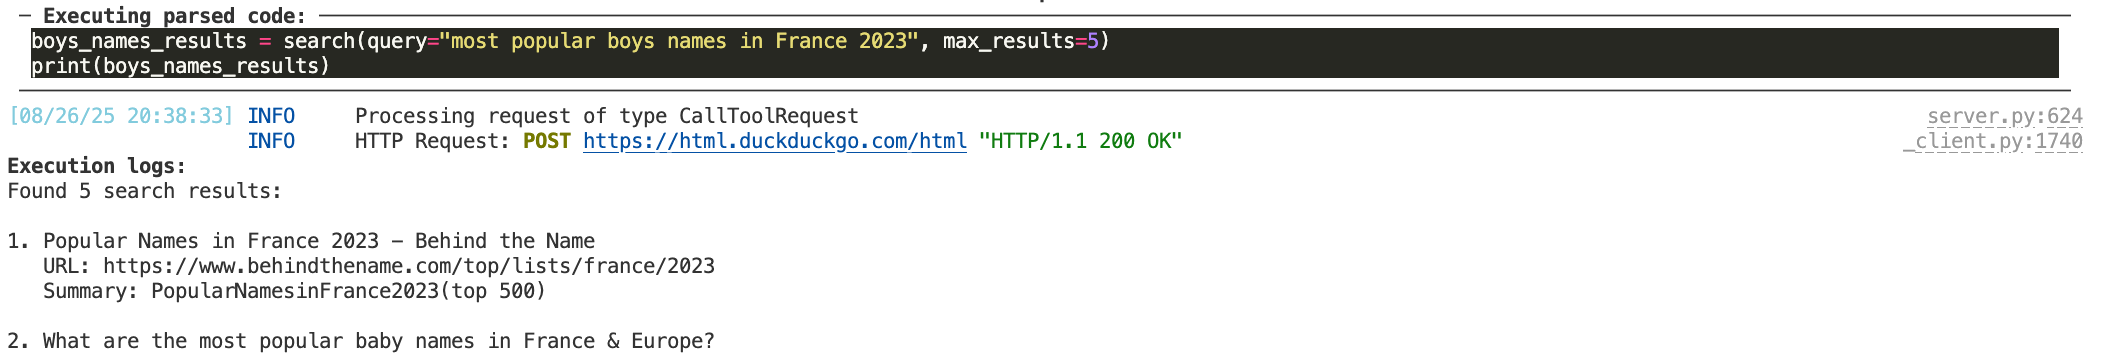 Executing parsed code:
boys_names_results = search(query="most popular boys names in France 2023", max_results=5)
print(boys_names_results)
[08/26/25 20:38:33] INFO Processing request of type CallToolRequest server.py:624
INFO HTTP Request: POST https://html.duckduckgo.com/html "HTTP/1.1 200 OK" _client.py:1740
Execution logs:
Found 5 search results:
1. Popular Names in France 2023 - Behind the Name
URL: https://www.behindthename.com/top/lists/france/2023
Summary: PopularNamesinFrance2023(top 500)
2. What are the most popular baby names in France & Europe?